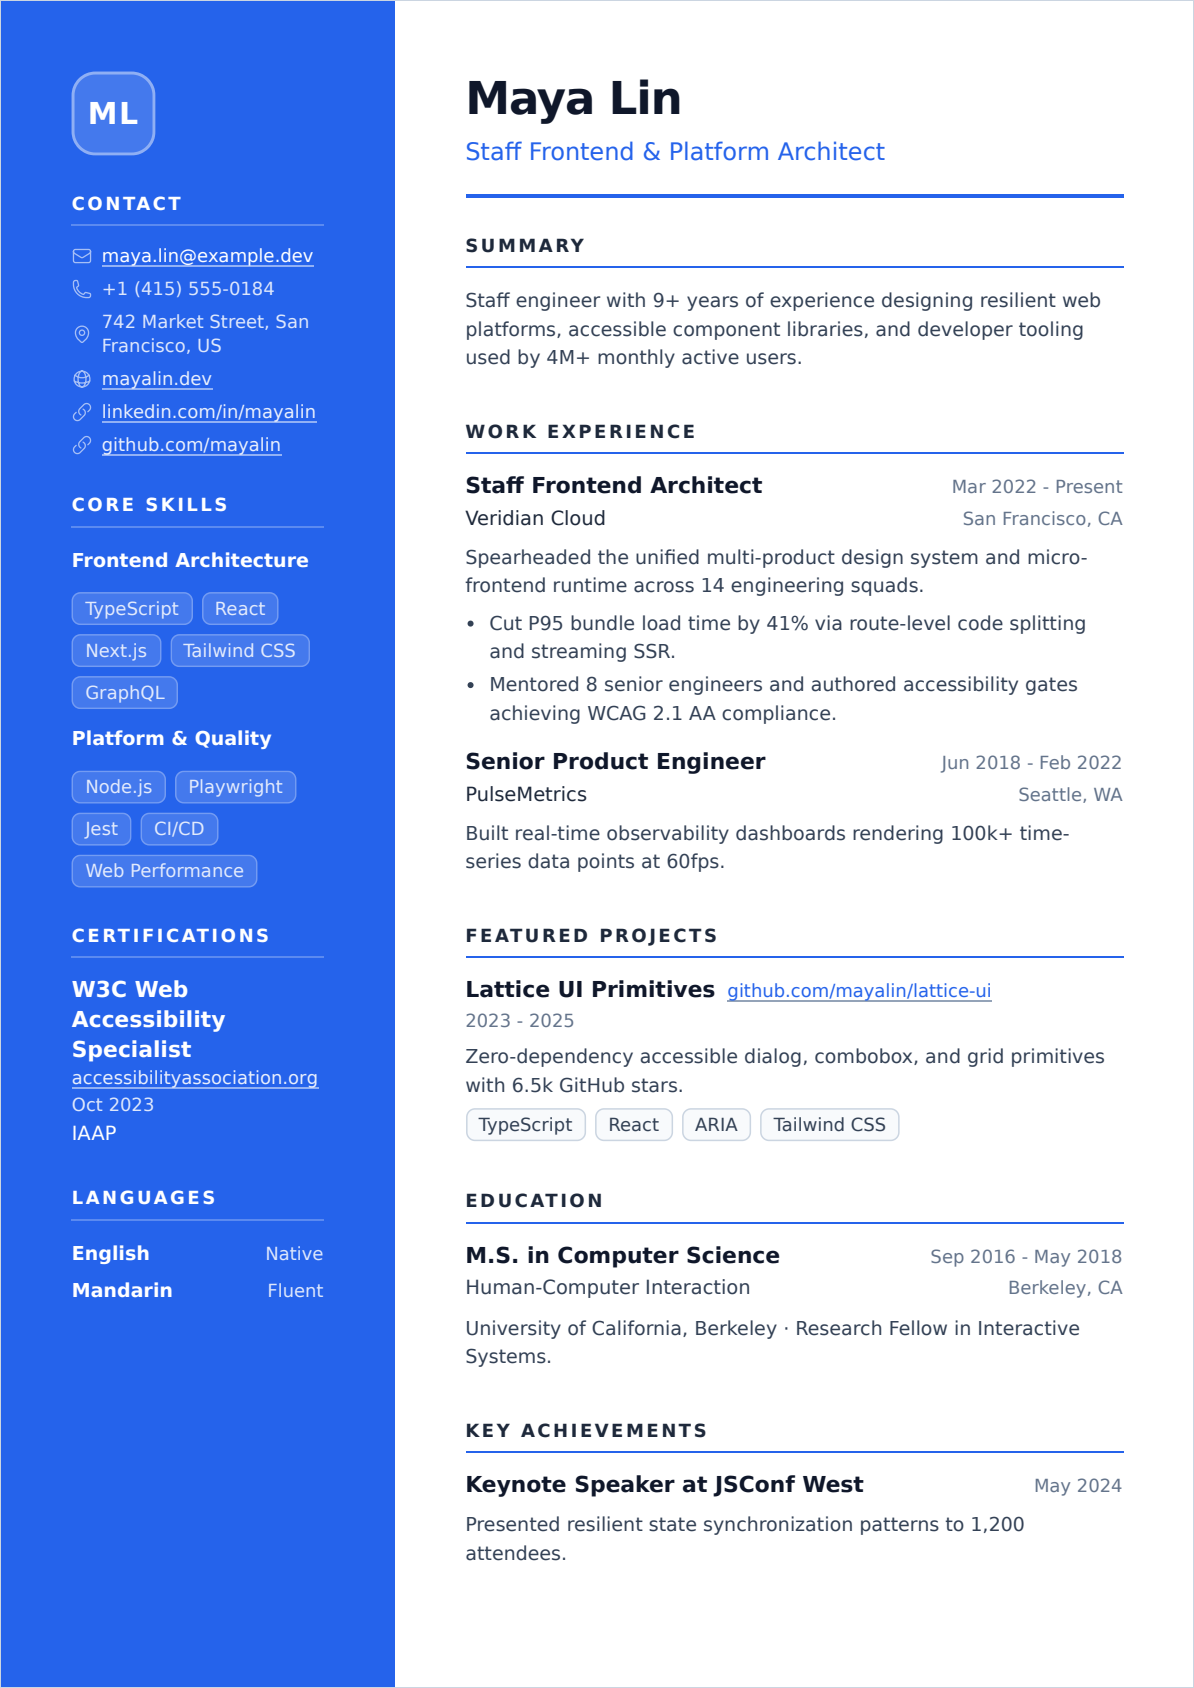 ML
CONTACT
maya.lin@example.dev
+1 (415) 555-0184
742 Market Street, San
Francisco, US
mayalin.dev
linkedin.com/in/mayalin
github.com/mayalin
CORE SKILLS
Frontend Architecture
TypeScript React
Next.js Tailwind CSS
GraphQL
Platform & Quality
Node.js Playwright
Jest CI/CD
Web Performance
CERTIFICATIONS
W3C Web
Accessibility
Specialist
accessibilityassociation.org
Oct 2023
IAAP
LANGUAGES
English Native
Mandarin Fluent
Maya Lin
Staff Frontend & Platform Architect
SUMMARY
Staff engineer with 9+ years of experience designing resilient web
platforms, accessible component libraries, and developer tooling
used by 4M+ monthly active users.
WORK EXPERIENCE
Staff Frontend Architect Mar 2022 - Present
Veridian Cloud San Francisco, CA
Spearheaded the unified multi-product design system and micro-
frontend runtime across 14 engineering squads.
• Cut P95 bundle load time by 41% via route-level code splitting
and streaming SSR.
• Mentored 8 senior engineers and authored accessibility gates
achieving WCAG 2.1 AA compliance.
Senior Product Engineer Jun 2018 - Feb 2022
PulseMetrics Seattle, WA
Built real-time observability dashboards rendering 100k+ time-
series data points at 60fps.
FEATURED PROJECTS
Lattice UI Primitives github.com/mayalin/lattice-ui
2023 - 2025
Zero-dependency accessible dialog, combobox, and grid primitives
with 6.5k GitHub stars.
TypeScript React ARIA Tailwind CSS
EDUCATION
M.S. in Computer Science Sep 2016 - May 2018
Human-Computer Interaction Berkeley, CA
University of California, Berkeley · Research Fellow in Interactive
Systems.
KEY ACHIEVEMENTS
Keynote Speaker at JSConf West May 2024
Presented resilient state synchronization patterns to 1,200
attendees.